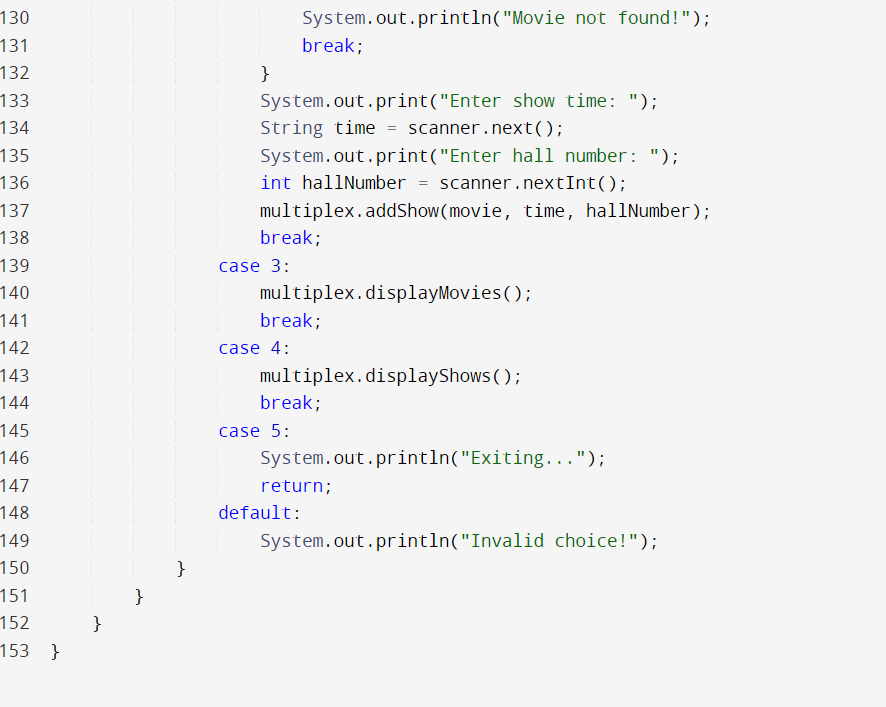 130                          System.out.println("Movie not found!");
131                          break;
132                      }
133                      System.out.print("Enter show time: ");
134                      String time = scanner.next();
135                      System.out.print("Enter hall number: ");
136                      int hallNumber = scanner.nextInt();
137                      multiplex.addShow(movie, time, hallNumber);
138                      break;
139                  case 3:
140                      multiplex.displayMovies();
141                      break;
142                  case 4:
143                      multiplex.displayShows();
144                      break;
145                  case 5:
146                      System.out.println("Exiting...");
147                      return;
148                  default:
149                      System.out.println("Invalid choice!");
150              }
151          }
152      }
153  }